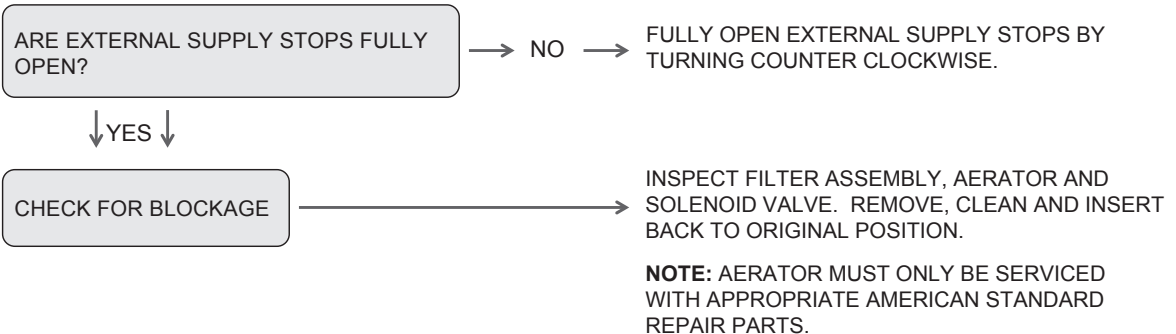 ARE EXTERNAL SUPPLY STOPS FULLY
OPEN?
NO
FULLY OPEN EXTERNAL SUPPLY STOPS BY
TURNING COUNTER CLOCKWISE.
YES
CHECK FOR BLOCKAGE
INSPECT FILTER ASSEMBLY, AERATOR AND
SOLENOID VALVE. REMOVE, CLEAN AND INSERT
BACK TO ORIGINAL POSITION.
NOTE: AERATOR MUST ONLY BE SERVICED
WITH APPROPRIATE AMERICAN STANDARD
REPAIR PARTS.